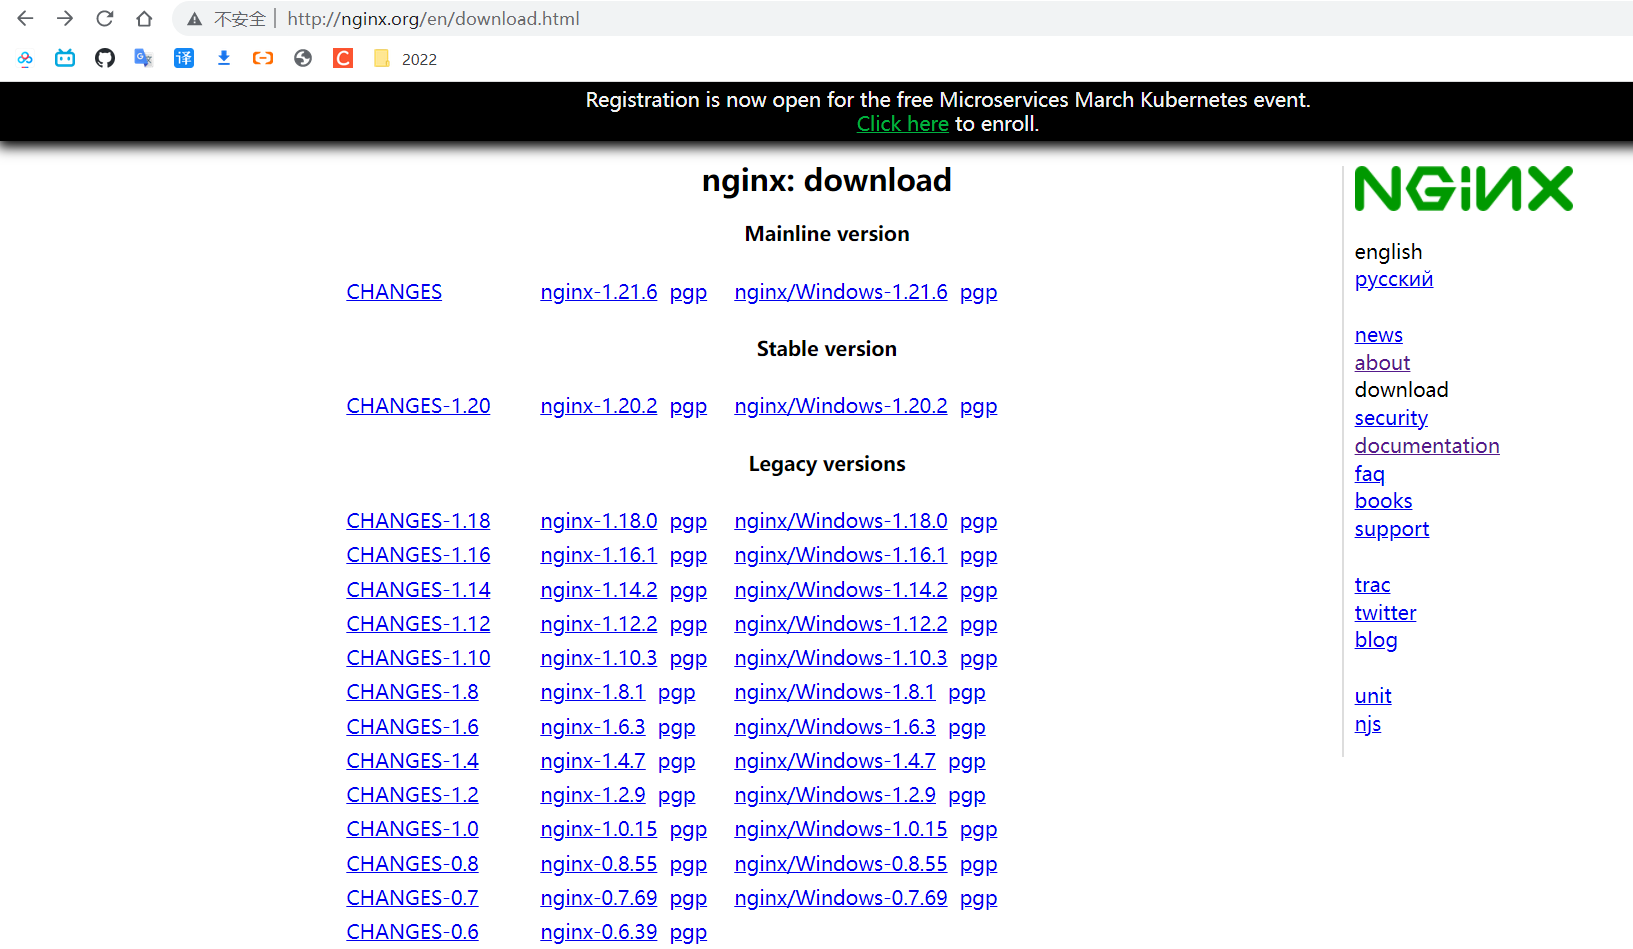 不安全 | http://nginx.org/en/download.html
译 C 2022
Registration is now open for the free Microservices March Kubernetes event.
Click here to enroll.
nginx: download
Mainline version
CHANGES nginx-1.21.6 pgp nginx/Windows-1.21.6 pgp
Stable version
CHANGES-1.20 nginx-1.20.2 pgp nginx/Windows-1.20.2 pgp
Legacy versions
CHANGES-1.18 nginx-1.18.0 pgp nginx/Windows-1.18.0 pgp
CHANGES-1.16 nginx-1.16.1 pgp nginx/Windows-1.16.1 pgp
CHANGES-1.14 nginx-1.14.2 pgp nginx/Windows-1.14.2 pgp
CHANGES-1.12 nginx-1.12.2 pgp nginx/Windows-1.12.2 pgp
CHANGES-1.10 nginx-1.10.3 pgp nginx/Windows-1.10.3 pgp
CHANGES-1.8 nginx-1.8.1 pgp nginx/Windows-1.8.1 pgp
CHANGES-1.6 nginx-1.6.3 pgp nginx/Windows-1.6.3 pgp
CHANGES-1.4 nginx-1.4.7 pgp nginx/Windows-1.4.7 pgp
CHANGES-1.2 nginx-1.2.9 pgp nginx/Windows-1.2.9 pgp
CHANGES-1.0 nginx-1.0.15 pgp nginx/Windows-1.0.15 pgp
CHANGES-0.8 nginx-0.8.55 pgp nginx/Windows-0.8.55 pgp
CHANGES-0.7 nginx-0.7.69 pgp nginx/Windows-0.7.69 pgp
CHANGES-0.6 nginx-0.6.39 pgp
NGINX
english
русский
news
about
download
security
documentation
faq
books
support
trac
twitter
blog
unit
njs